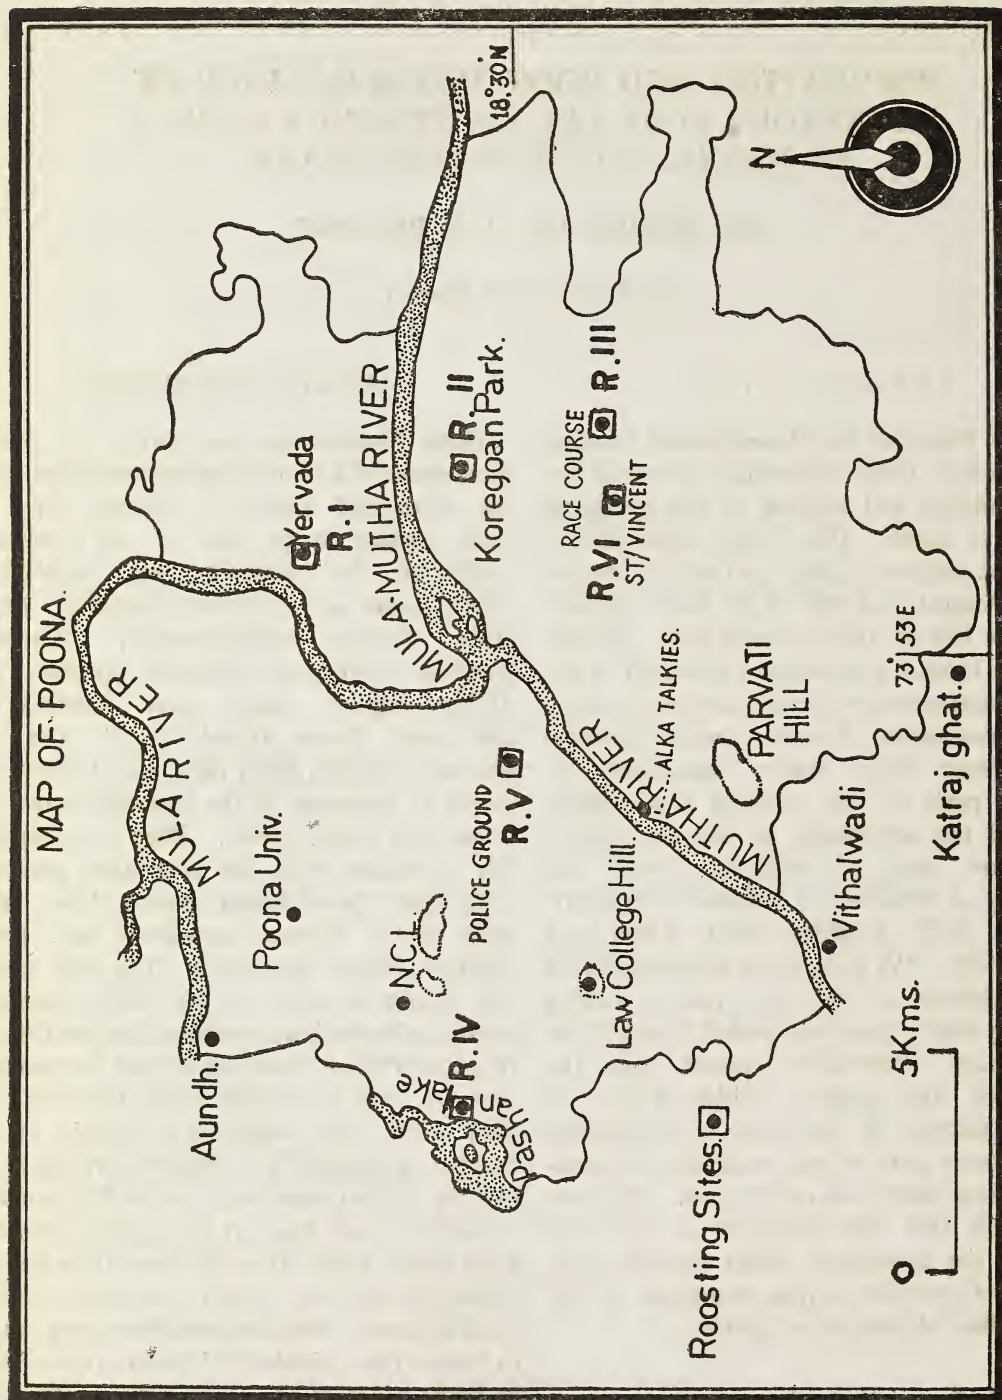 MAP OF POONA.
18°30'N
N
MULA RIVER
Yervada
R.I
MULA-MUTHA RIVER
R.II
Koregoan Park.
Aundh.
Poona Univ.
N.C.L
POLICE GROUND
R.V
RACE COURSE
R.III
R.VI
ST/VINCENT
R.IV
Pashan lake
Law College Hill.
MUTHA RIVER
ALKA TALKIES.
PARVATI
HILL
Vithalwadi
73°53E
Katraj ghat.
Roosting Sites.
0 5Kms.